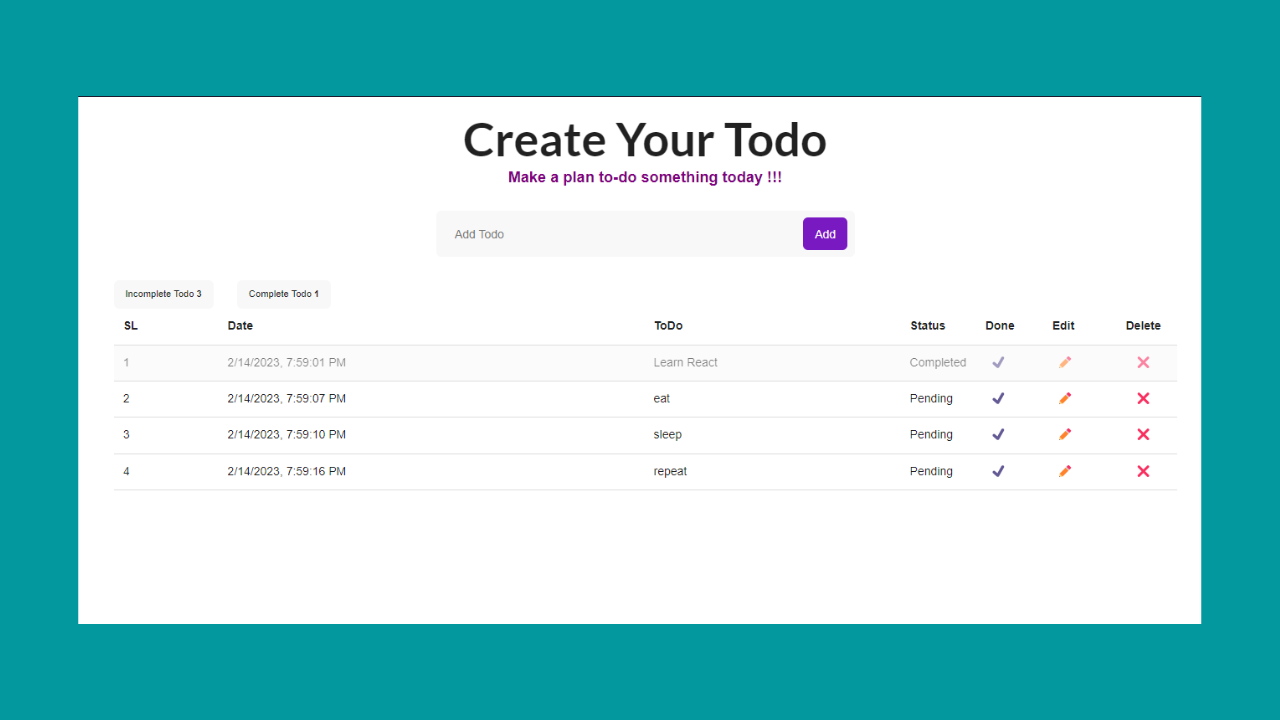 Create Your Todo
Make a plan to-do something today !!!
Add Todo Add
Incomplete Todo 3 Complete Todo 1
SL Date ToDo Status Done Edit Delete
1 2/14/2023, 7:59:01 PM Learn React Completed
2 2/14/2023, 7:59:07 PM eat Pending
3 2/14/2023, 7:59:10 PM sleep Pending
4 2/14/2023, 7:59:16 PM repeat Pending